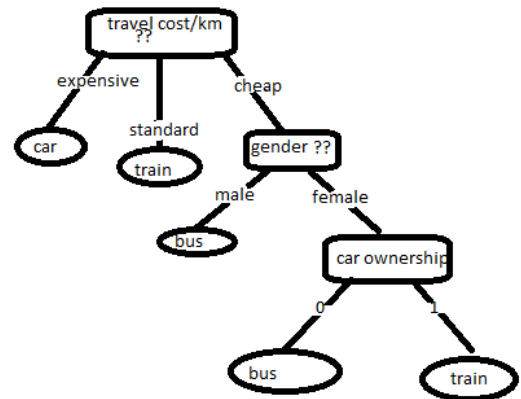 travel cost/km
??
expensive
cheap
standard
car
train
gender ??
male
female
bus
car ownership
0
1
bus
train